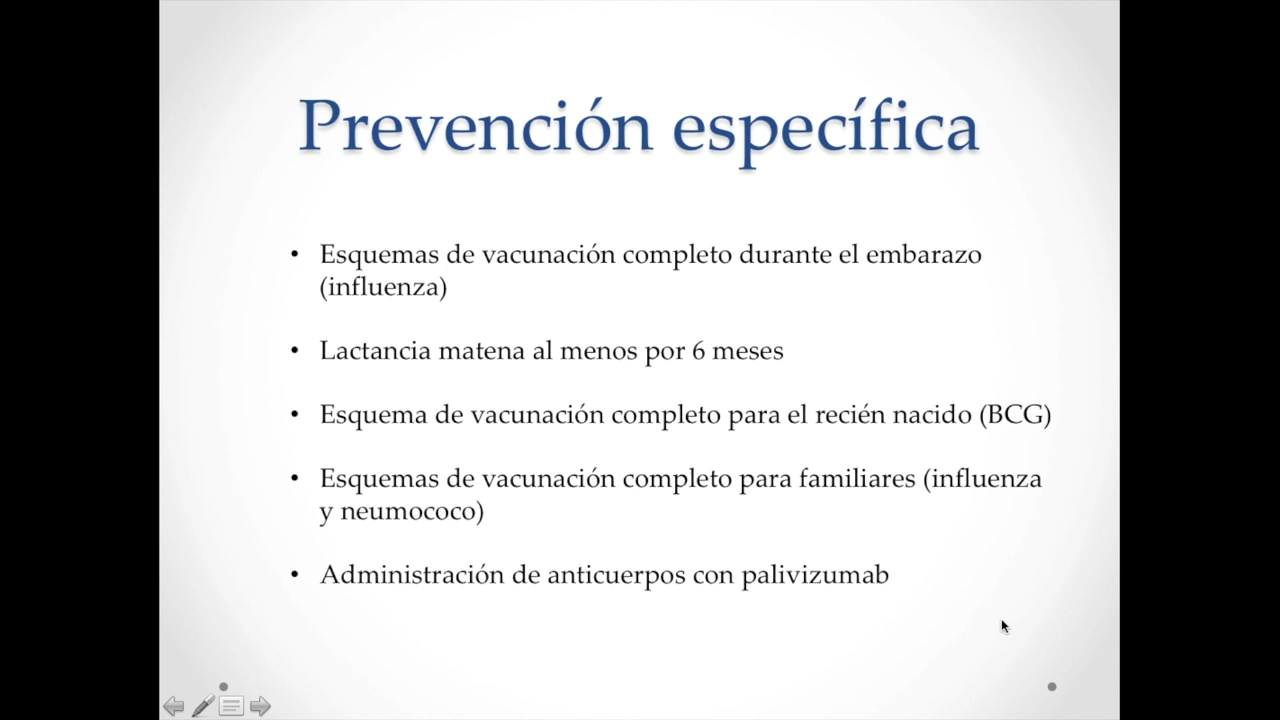 Prevención específica
• Esquemas de vacunación completo durante el embarazo
(influenza)
• Lactancia matena al menos por 6 meses
• Esquema de vacunación completo para el recién nacido (BCG)
• Esquemas de vacunación completo para familiares (influenza
y neumococo)
• Administración de anticuerpos con palivizumab